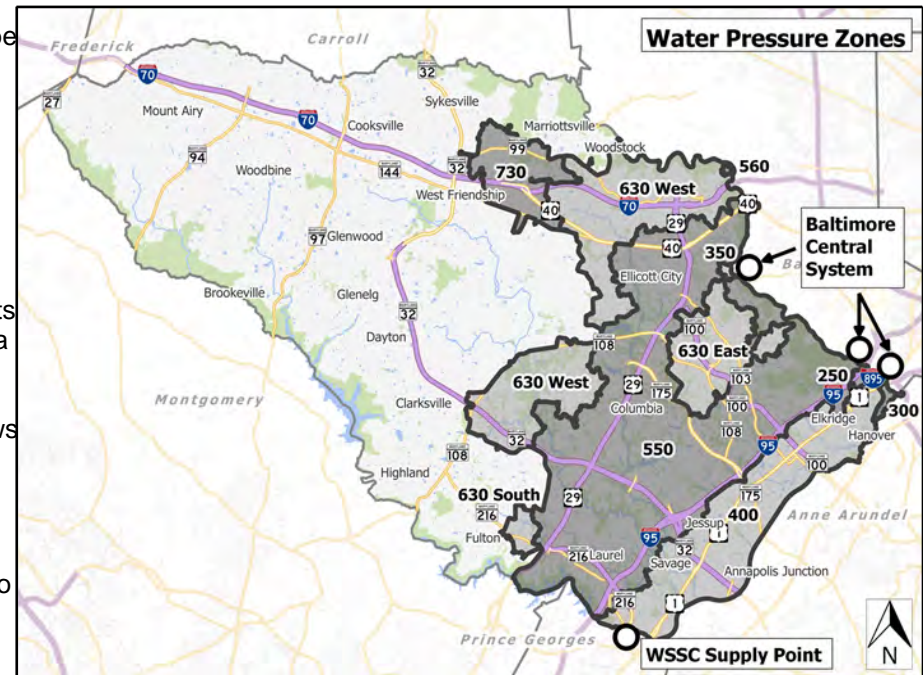 be
ts
a
ws
o
Water Pressure Zones
Frederick
Carroll
70
32
27
Mount Airy
Sykesville
70
Cooksville
Marriottsville
99
Woodstock
94
730
560
Woodbine
144
32
630 West
West Friendship
70
40
40
29
Baltimore
Central
System
97
Glenwood
40
350
Ellicott City
Brookeville
Glenelg
32
100
Dayton
108
630 East
630 West
250
895
29
175
103
95
1
300
Montgomery
Clarksville
Columbia
100
Elkridge
Hanover
108
32
95
108
550
100
Highland
630 South
175
29
400
216
Anne Arundel
Fulton
Jessup
95
1
32
216
Laurel
Savage
Annapolis Junction
216
1
Prince Georges
WSSC Supply Point
N